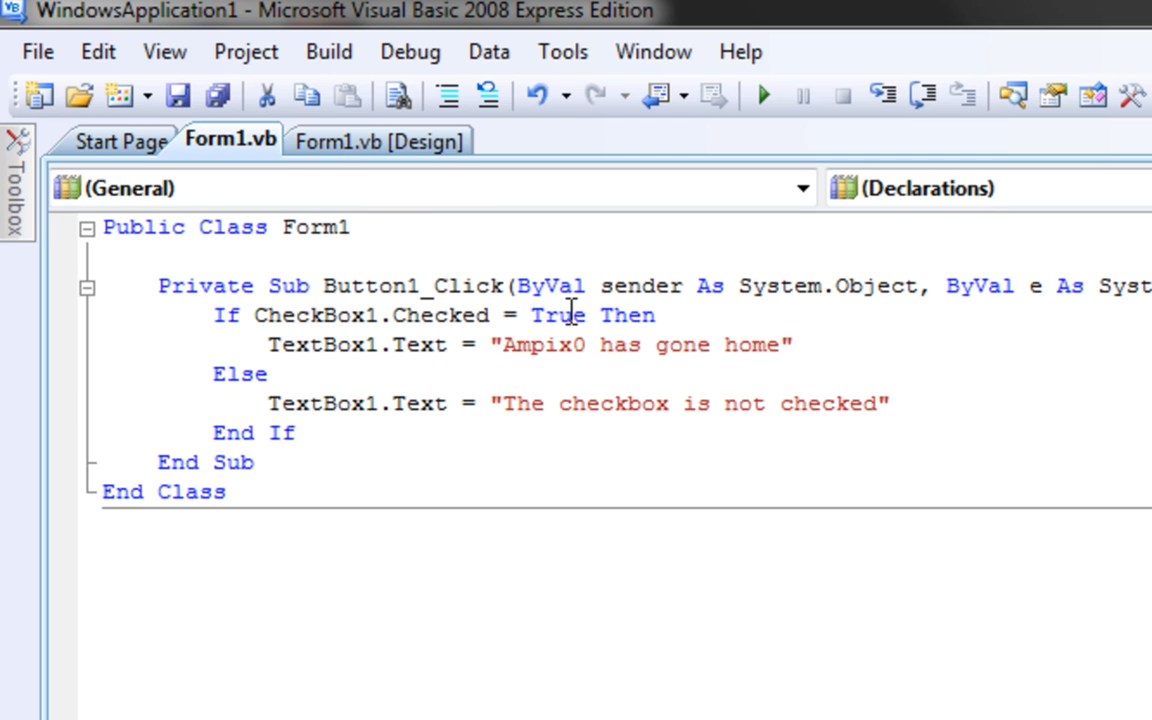 WindowsApplication1 - Microsoft Visual Basic 2008 Express Edition
File Edit View Project Build Debug Data Tools Window Help
Start Page Form1.vb Form1.vb [Design]
Toolbox
(General) (Declarations)
Public Class Form1
Private Sub Button1_Click(ByVal sender As System.Object, ByVal e As Syst
If CheckBox1.Checked = True Then
TextBox1.Text = "Ampix0 has gone home"
Else
TextBox1.Text = "The checkbox is not checked"
End If
End Sub
End Class